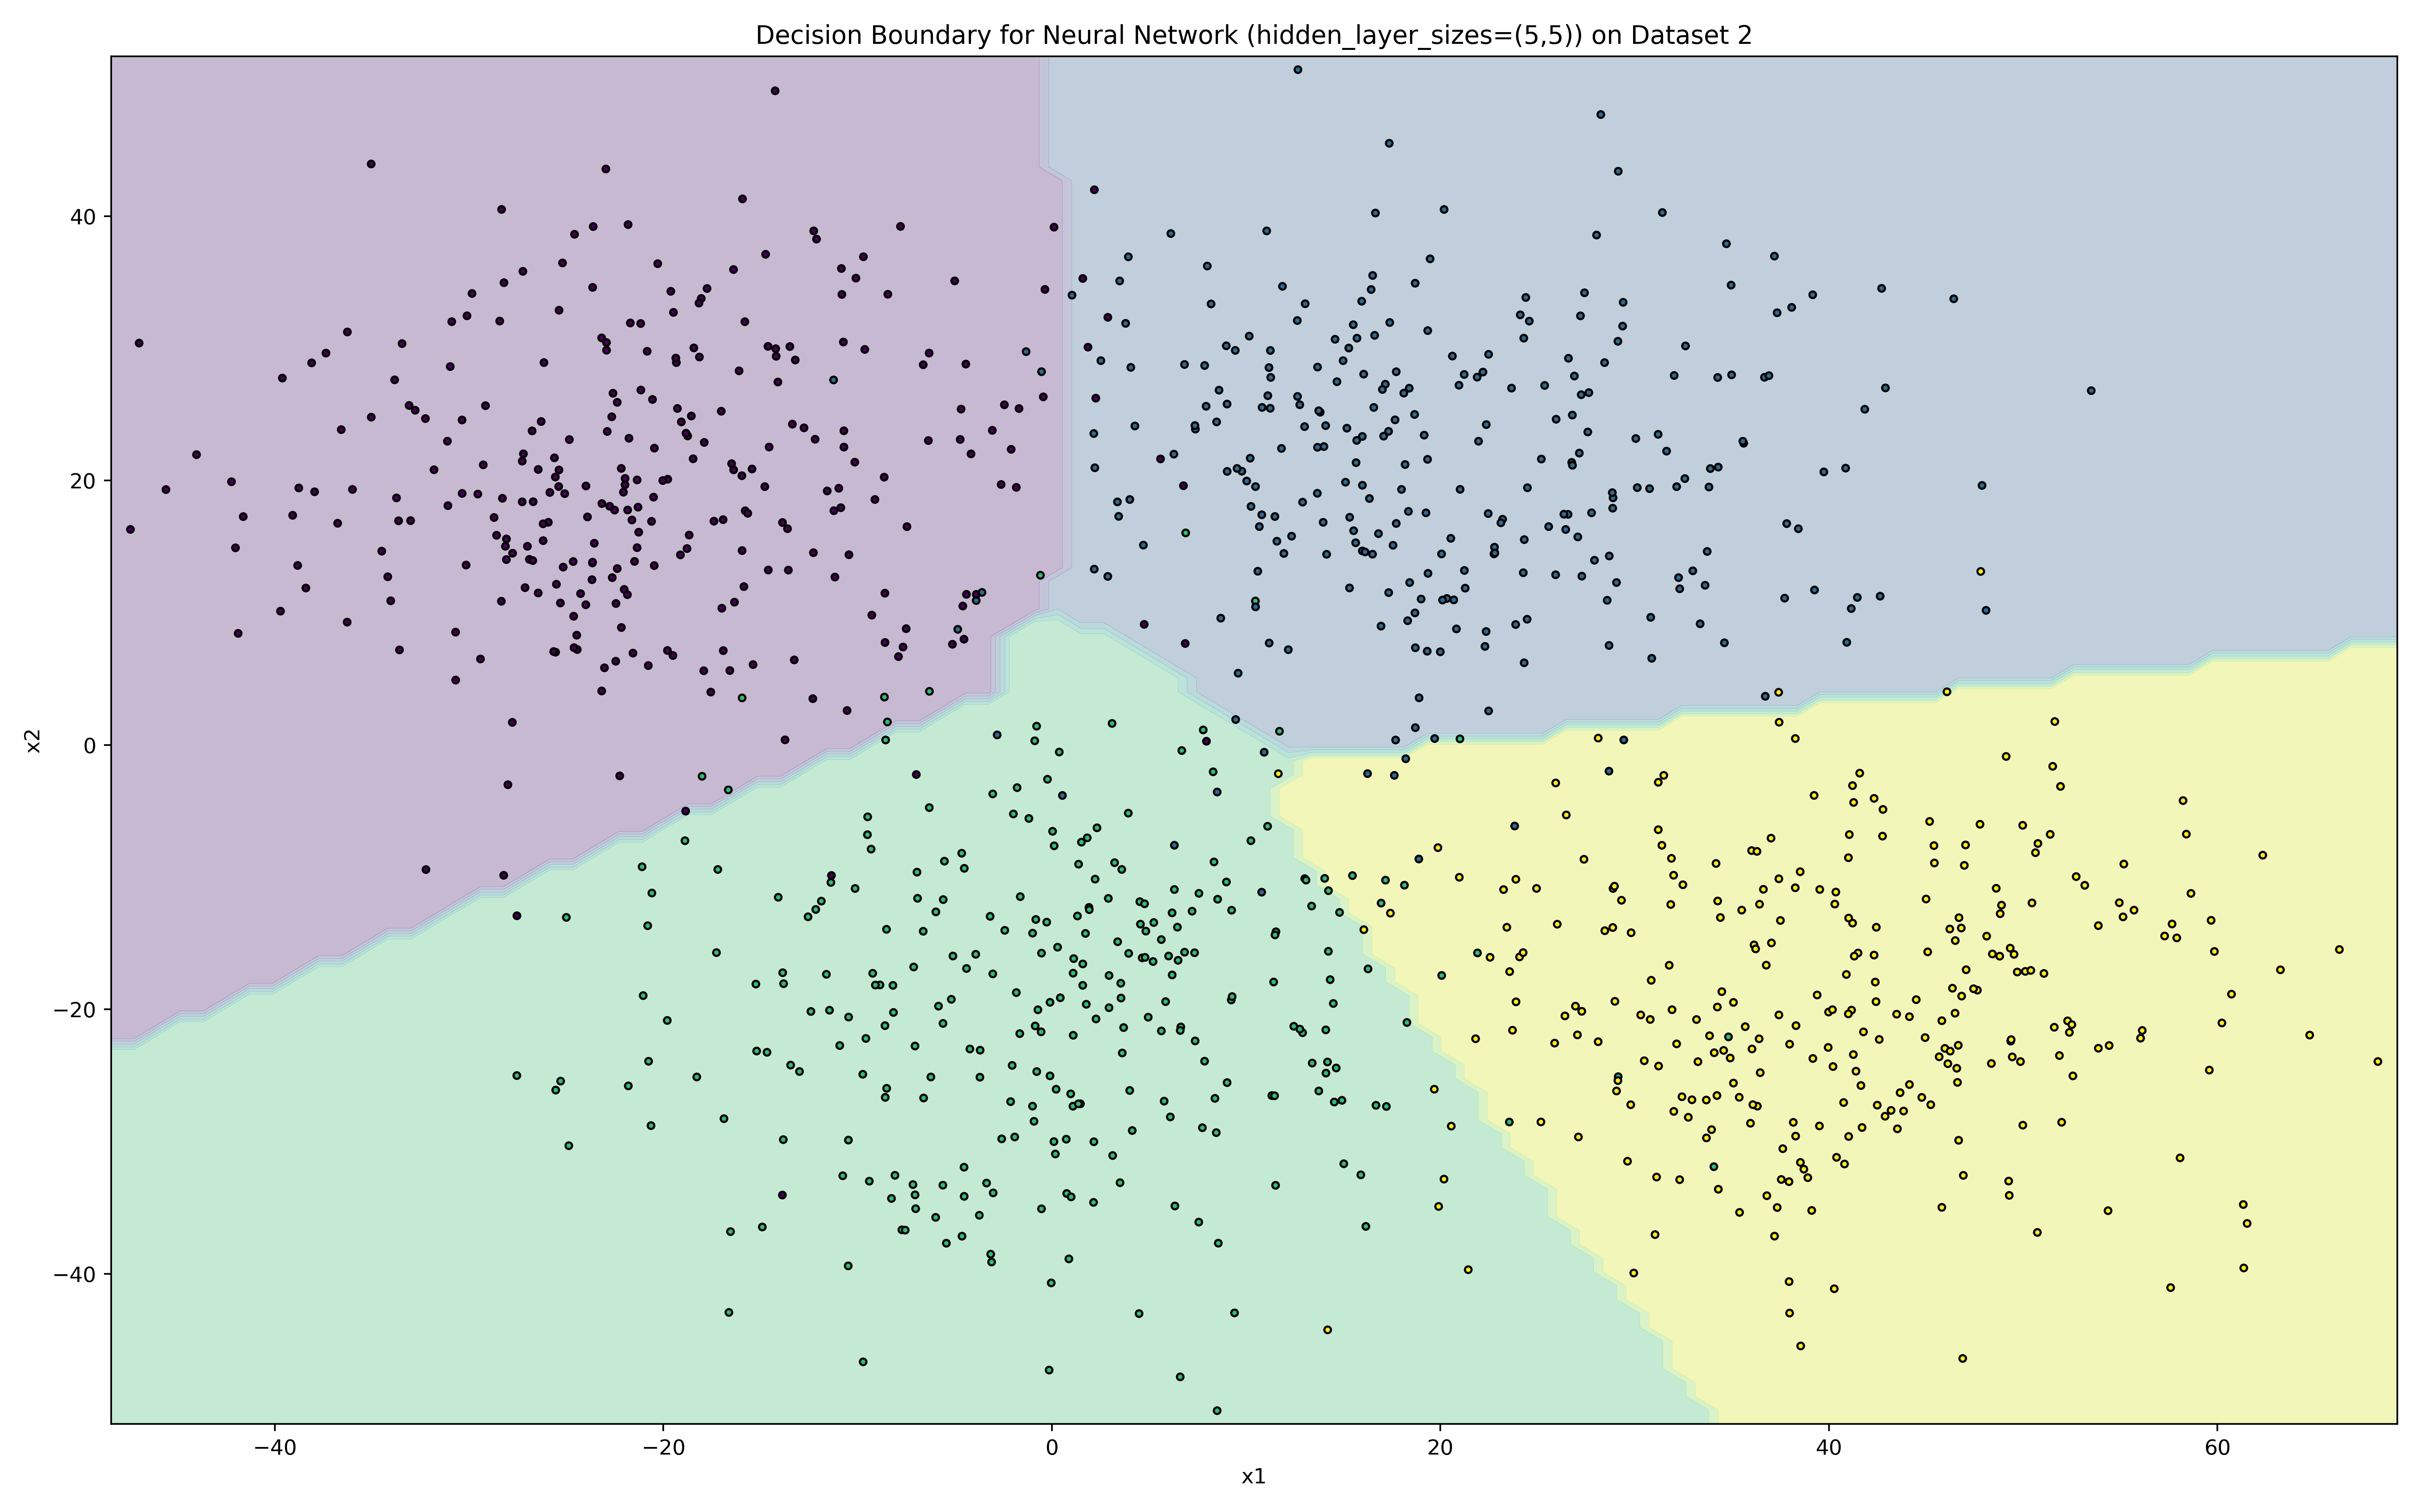 Decision Boundary for Neural Network (hidden_layer_sizes=(5,5)) on Dataset 2
40
20
0
−20
−40
x2
−40 −20 0 20 40 60
x1